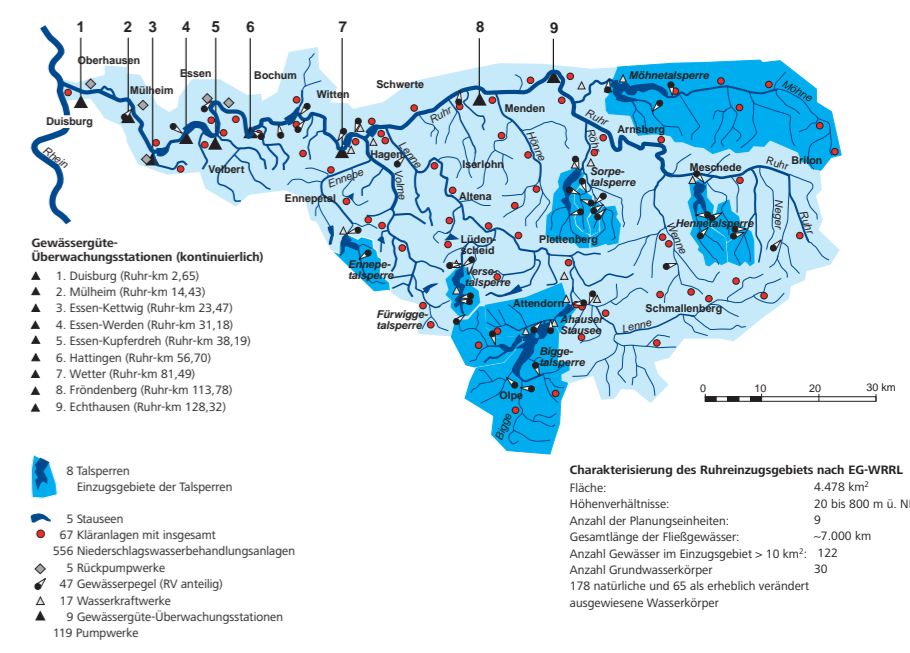 1 2 3 4 5 6 7 8 9
Oberhausen
Mülheim
Essen
Bochum
Witten
Schwerte
Menden
Möhnetalsperre
Möhne
Duisburg
Rhein
Velbert
Hagen
Ruhr
Lenne
Iserlohn
Hönne
Röhr
Ruhr
Arnsberg
Meschede
Ruhr
Brilon
Ennepe
Ennepetal
Volme
Altena
Sorpe-
talsperre
Hennetalsperre
Neger
Ruhr
Plettenberg
Wenne
Lüden-
scheid
Ennepe-
talsperre
Verse-
talsperre
Fürwigge-
talsperre
Attendorn
Ahauser
Stausee
Schmallenberg
Lenne
Bigge-
talsperre
Olpe
Bigge
0 10 20 30 km
Gewässergüte-
Überwachungsstationen (kontinuierlich)
1. Duisburg (Ruhr-km 2,65)
2. Mülheim (Ruhr-km 14,43)
3. Essen-Kettwig (Ruhr-km 23,47)
4. Essen-Werden (Ruhr-km 31,18)
5. Essen-Kupferdreh (Ruhr-km 38,19)
6. Hattingen (Ruhr-km 56,70)
7. Wetter (Ruhr-km 81,49)
8. Fröndenberg (Ruhr-km 113,78)
9. Echthausen (Ruhr-km 128,32)
8 Talsperren
Einzugsgebiete der Talsperren
5 Stauseen
67 Kläranlagen mit insgesamt
556 Niederschlagswasserbehandlungsanlagen
5 Rückpumpwerke
47 Gewässerpegel (RV anteilig)
17 Wasserkraftwerke
9 Gewässergüte-Überwachungsstationen
119 Pumpwerke
Charakterisierung des Ruhreinzugsgebiets nach EG-WRRL
Fläche: 4.478 km²
Höhenverhältnisse: 20 bis 800 m ü. N
Anzahl der Planungseinheiten: 9
Gesamtlänge der Fließgewässer: ~7.000 km
Anzahl Gewässer im Einzugsgebiet > 10 km²: 122
Anzahl Grundwasserkörper 30
178 natürliche und 65 als erheblich verändert
ausgewiesene Wasserkörper